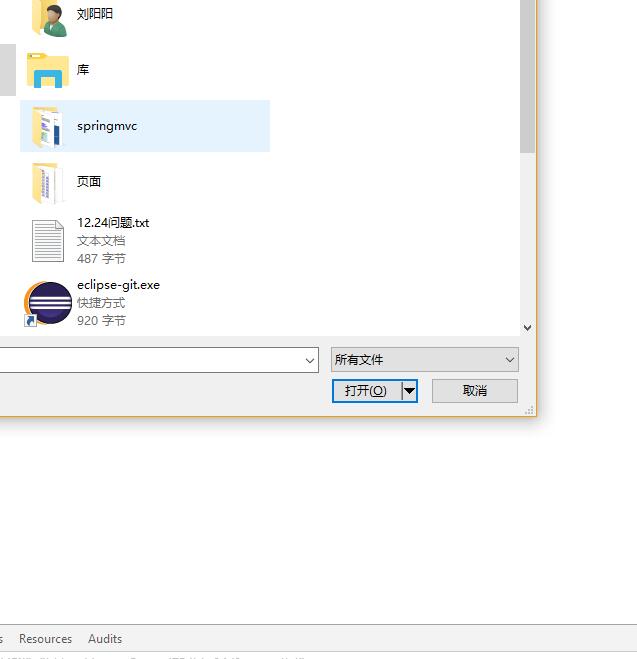 刘阳阳
库
springmvc
页面
12.24问题.txt
文本文档
487 字节
eclipse-git.exe
快捷方式
920 字节
所有文件
打开(O)
取消
Resources
Audits